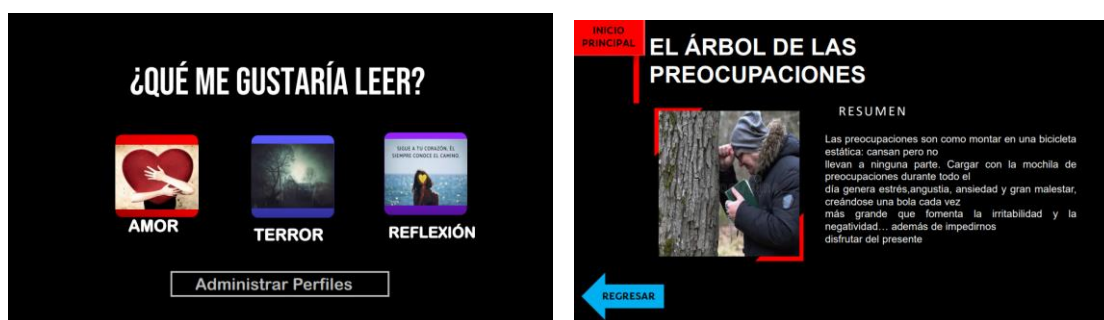 ¿QUÉ ME GUSTARÍA LEER?
SIGUE A TU CORAZÓN, ÉL
SIEMPRE CONOCE EL CAMINO.
AMOR
TERROR
REFLEXIÓN
Administrar Perfiles
INICIO
PRINCIPAL
EL ÁRBOL DE LAS
PREOCUPACIONES
RESUMEN
Las preocupaciones son como montar en una bicicleta
estática: cansan pero no
llevan a ninguna parte. Cargar con la mochila de
preocupaciones durante todo el
día genera estrés,angustia, ansiedad y gran malestar,
creándose una bola cada vez
más grande que fomenta la irritabilidad y la
negatividad… además de impedirnos
disfrutar del presente
REGRESAR